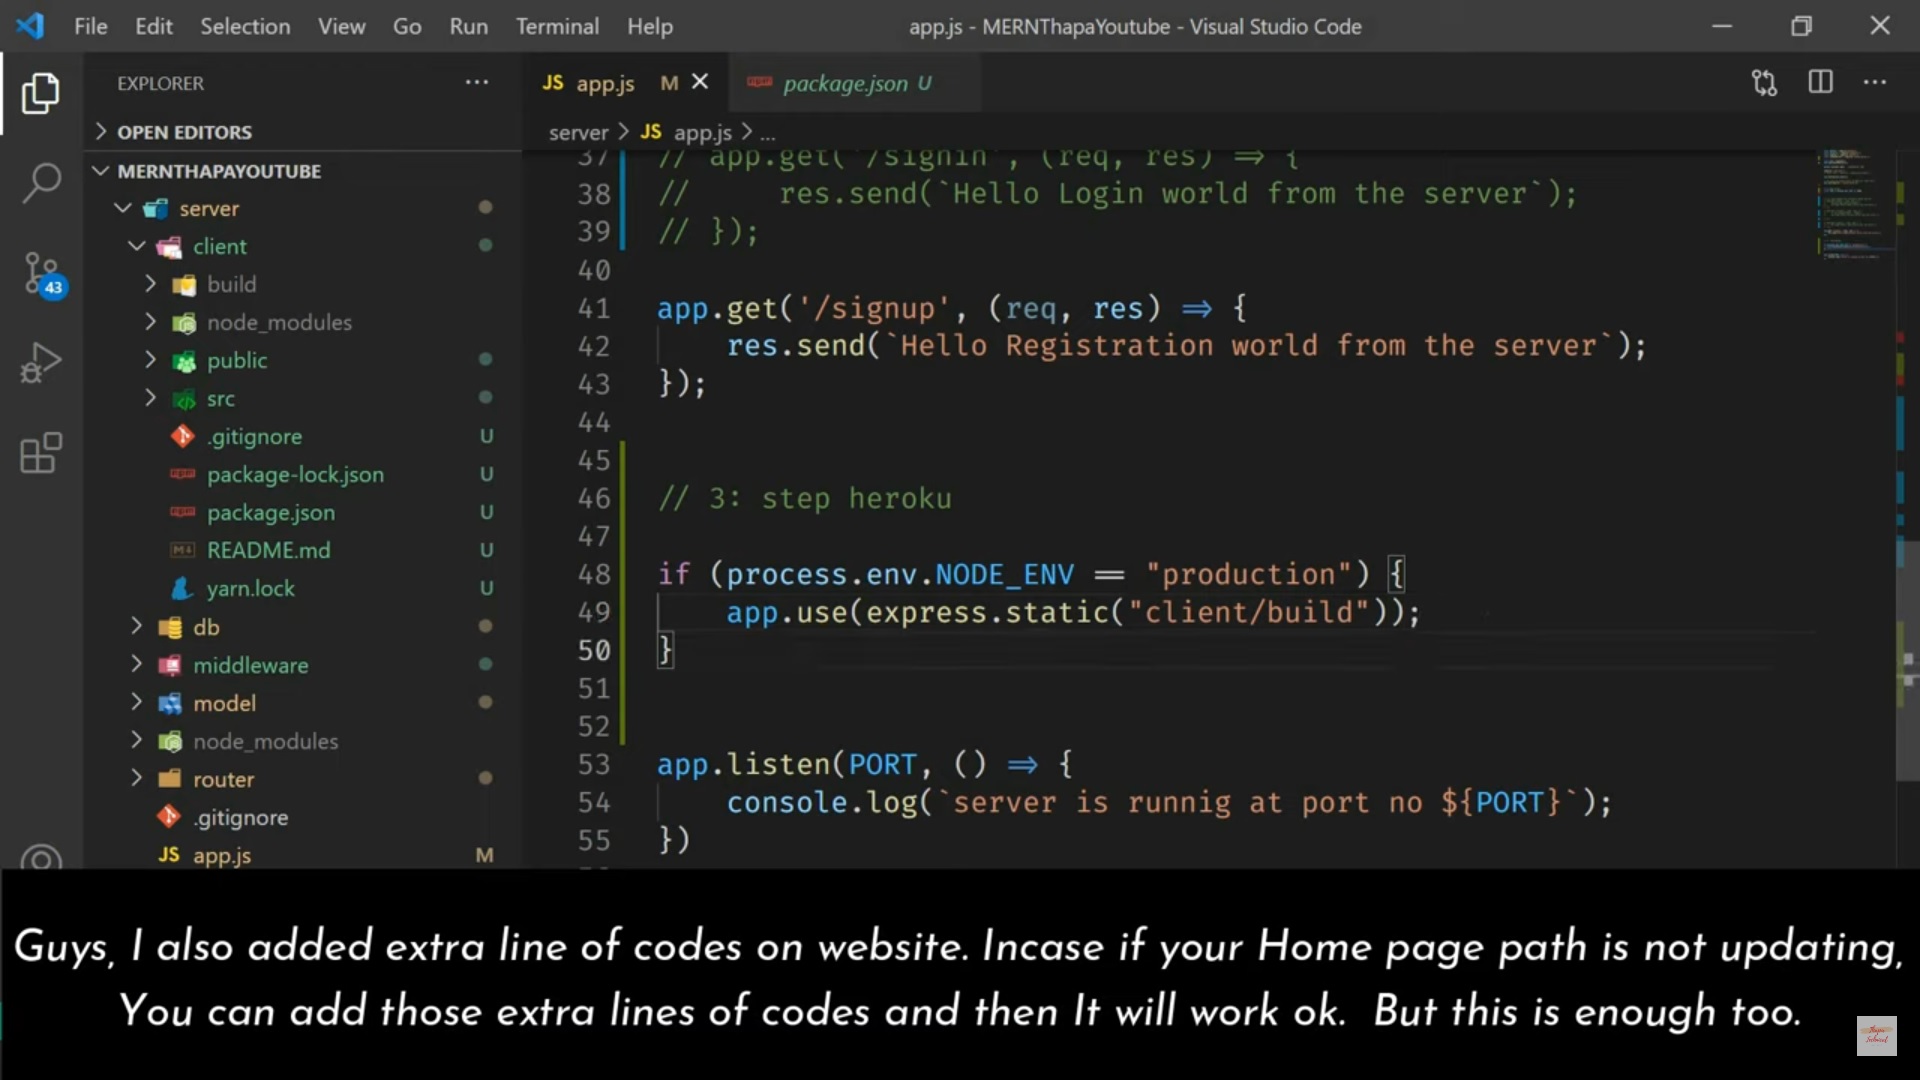 File Edit Selection View Go Run Terminal Help
app.js - MERNThapaYoutube - Visual Studio Code
EXPLORER
JS app.js M
package.json U
OPEN EDITORS
server > JS app.js > ...
MERNTHAPAYOUTUBE
server
client
build
node_modules
public
src
.gitignore U
package-lock.json U
package.json U
README.md U
yarn.lock U
db
middleware
model
node_modules
router
.gitignore
JS app.js M
43
37 // app.get(`/signin`, (req, res) => {
38 // res.send(`Hello Login world from the server`);
39 // });
40
41 app.get('/signup', (req, res) => {
42 res.send(`Hello Registration world from the server`);
43 });
44
45
46 // 3: step heroku
47
48 if (process.env.NODE_ENV == "production") {
49 app.use(express.static("client/build"));
50 }
51
52
53 app.listen(PORT, () => {
54 console.log(`server is runnig at port no ${PORT}`);
55 })
Guys, I also added extra line of codes on website. Incase if your Home page path is not updating,
You can add those extra lines of codes and then It will work ok. But this is enough too.